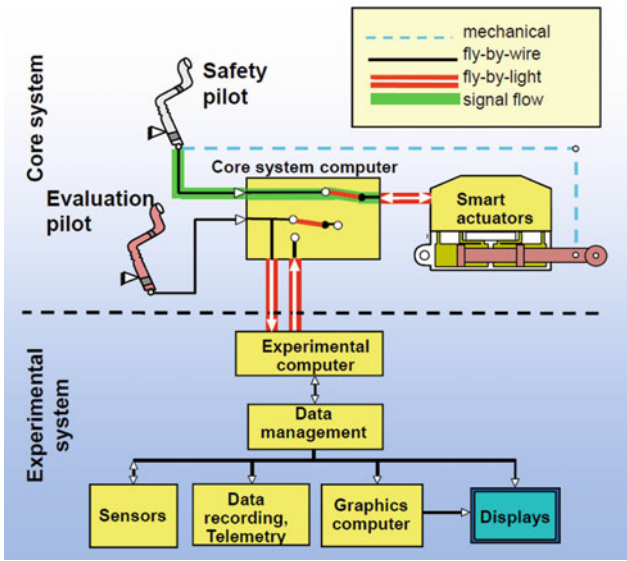 mechanical
fly-by-wire
fly-by-light
signal flow
Core system
Safety
pilot
Core system computer
Smart
actuators
Evaluation
pilot
Experimental
system
Experimental
computer
Data
management
Sensors
Data
recording,
Telemetry
Graphics
computer
Displays